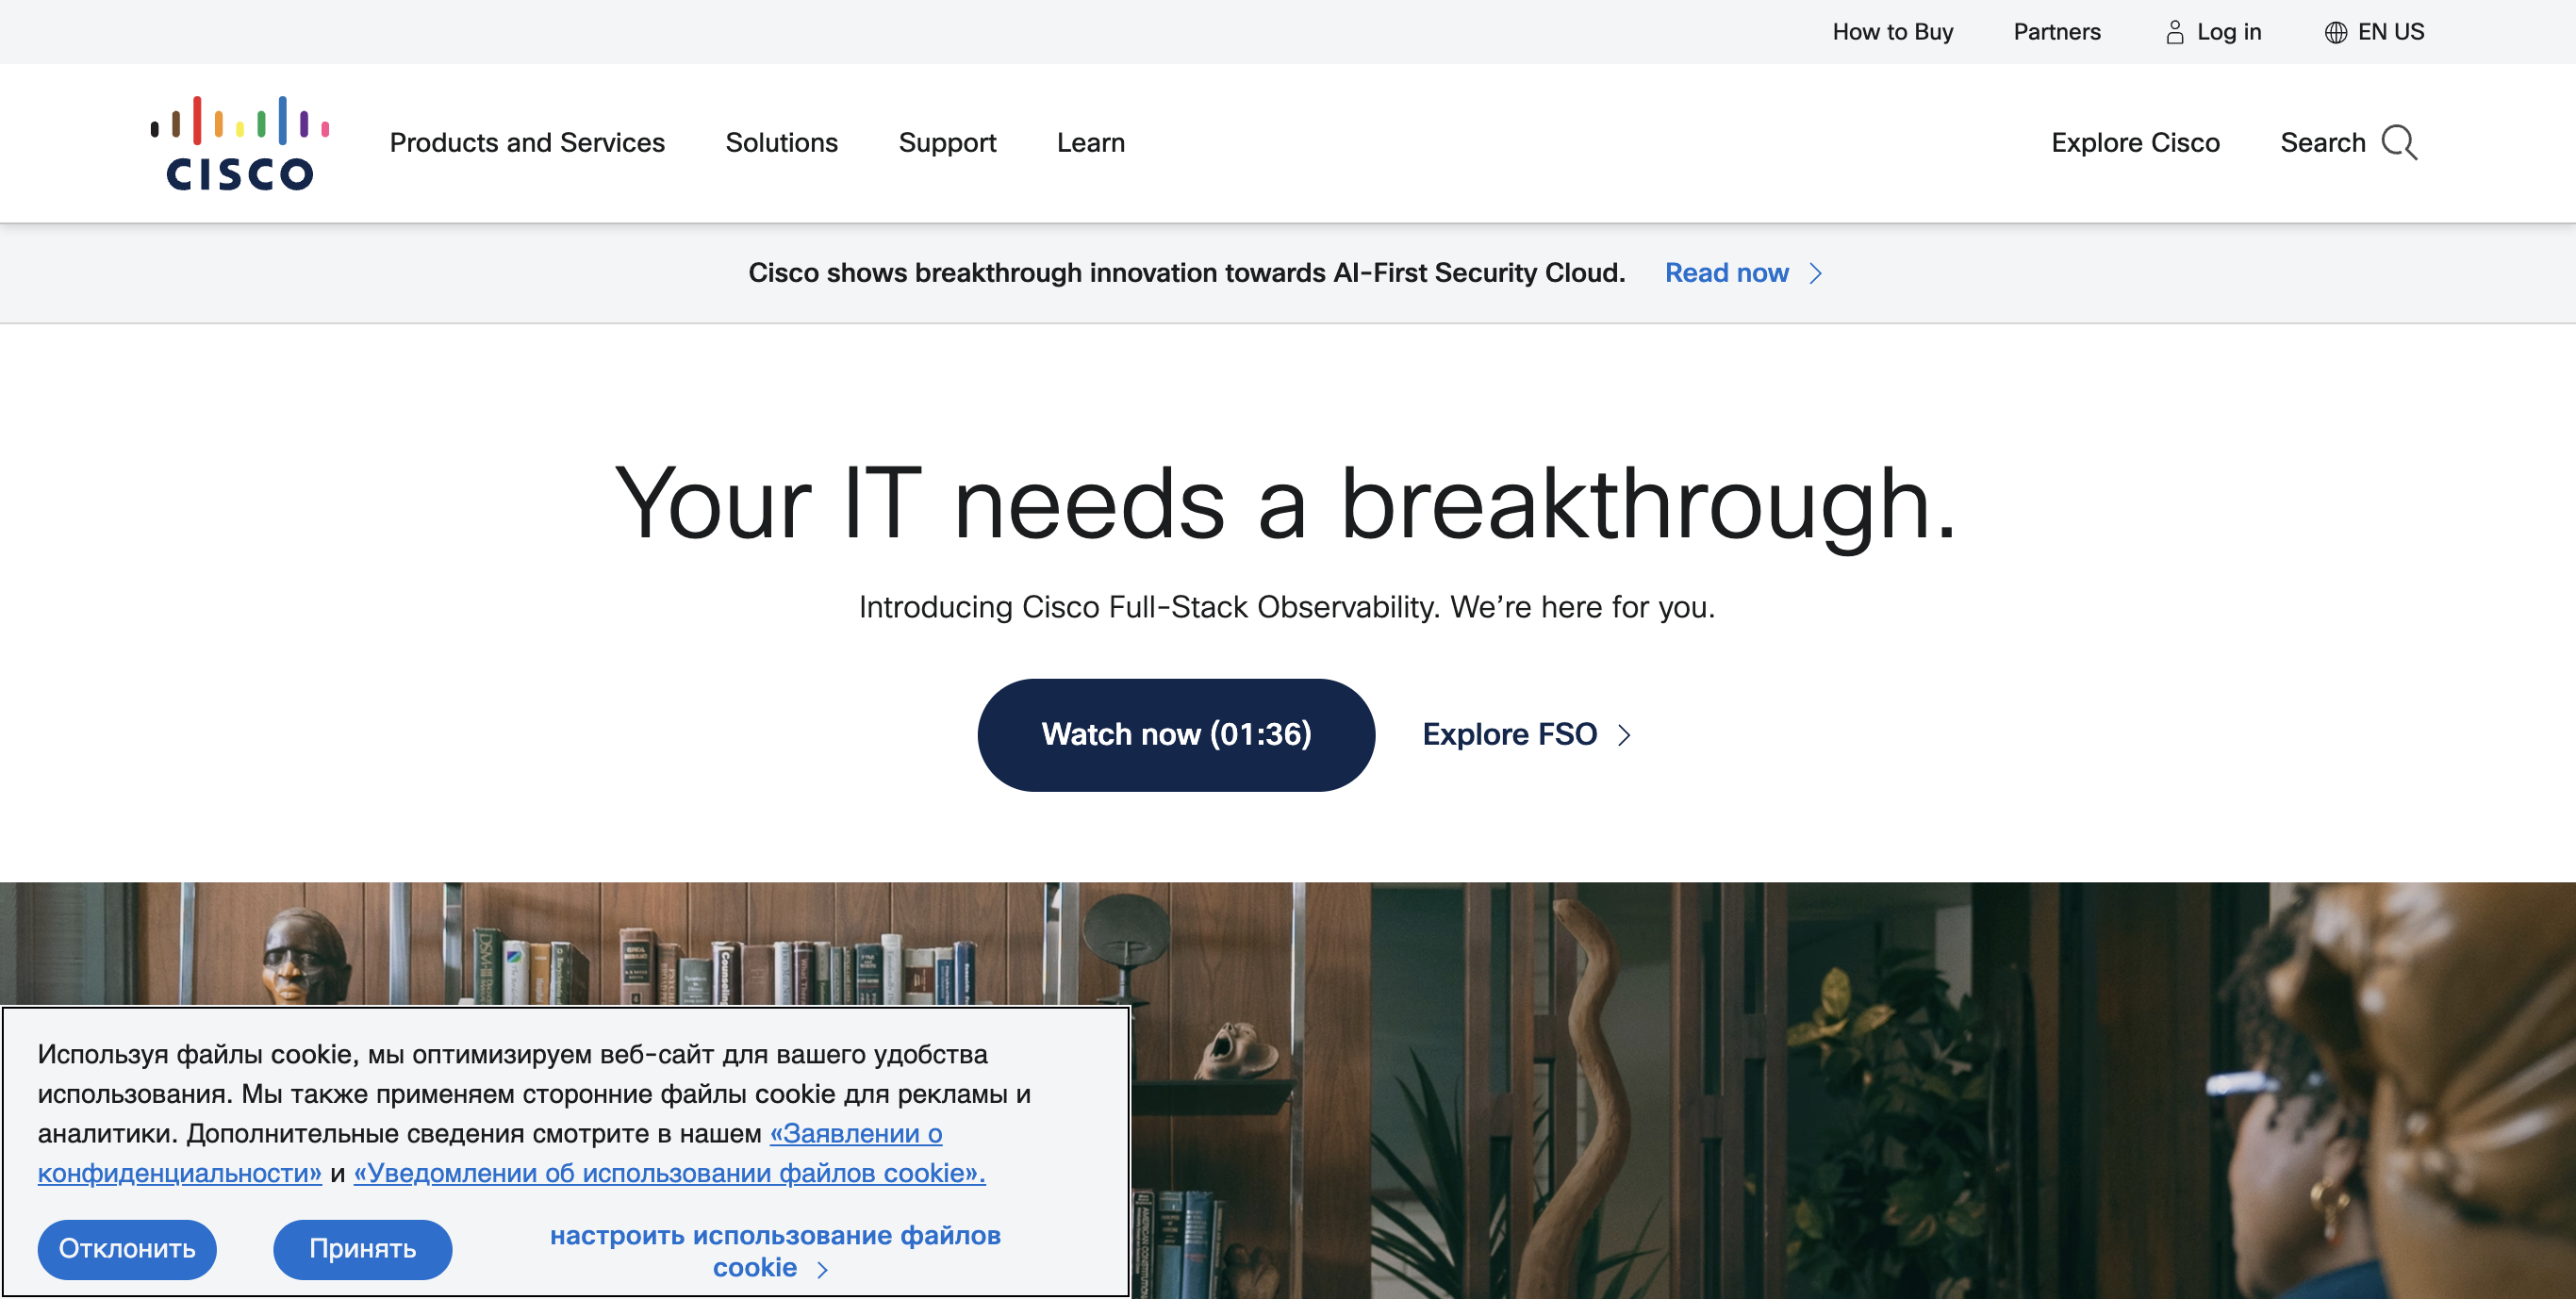 How to Buy Partners Log in EN US
CISCO
Products and Services Solutions Support Learn Explore Cisco Search
Cisco shows breakthrough innovation towards AI-First Security Cloud. Read now
Your IT needs a breakthrough.
Introducing Cisco Full-Stack Observability. We’re here for you.
Watch now (01:36) Explore FSO
DSM-III
Counseling
Используя файлы cookie, мы оптимизируем веб-сайт для вашего удобства
использования. Мы также применяем сторонние файлы cookie для рекламы и
аналитики. Дополнительные сведения смотрите в нашем «Заявлении о
конфиденциальности» и «Уведомлении об использовании файлов cookie».
Отклонить Принять настроить использование файлов
cookie